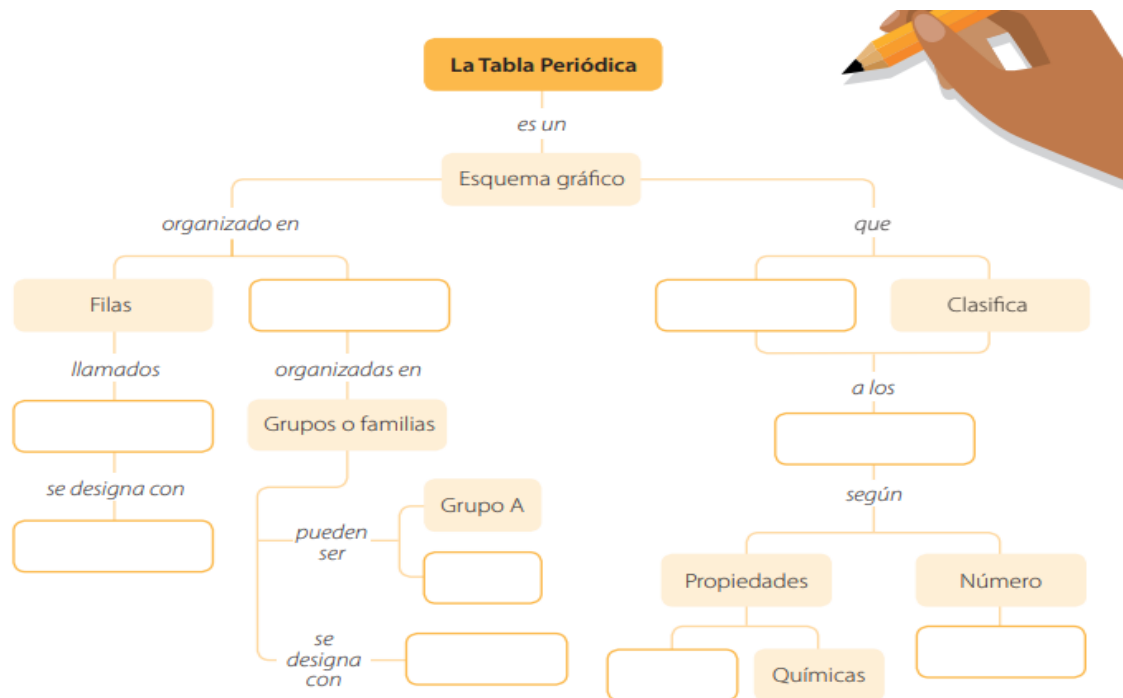 La Tabla Periódica
es un
Esquema gráfico
organizado en
que
Filas
Clasifica
llamados
organizadas en
a los
Grupos o familias
se designa con
según
Grupo A
pueden
ser
Propiedades
Número
se
designa
con
Químicas